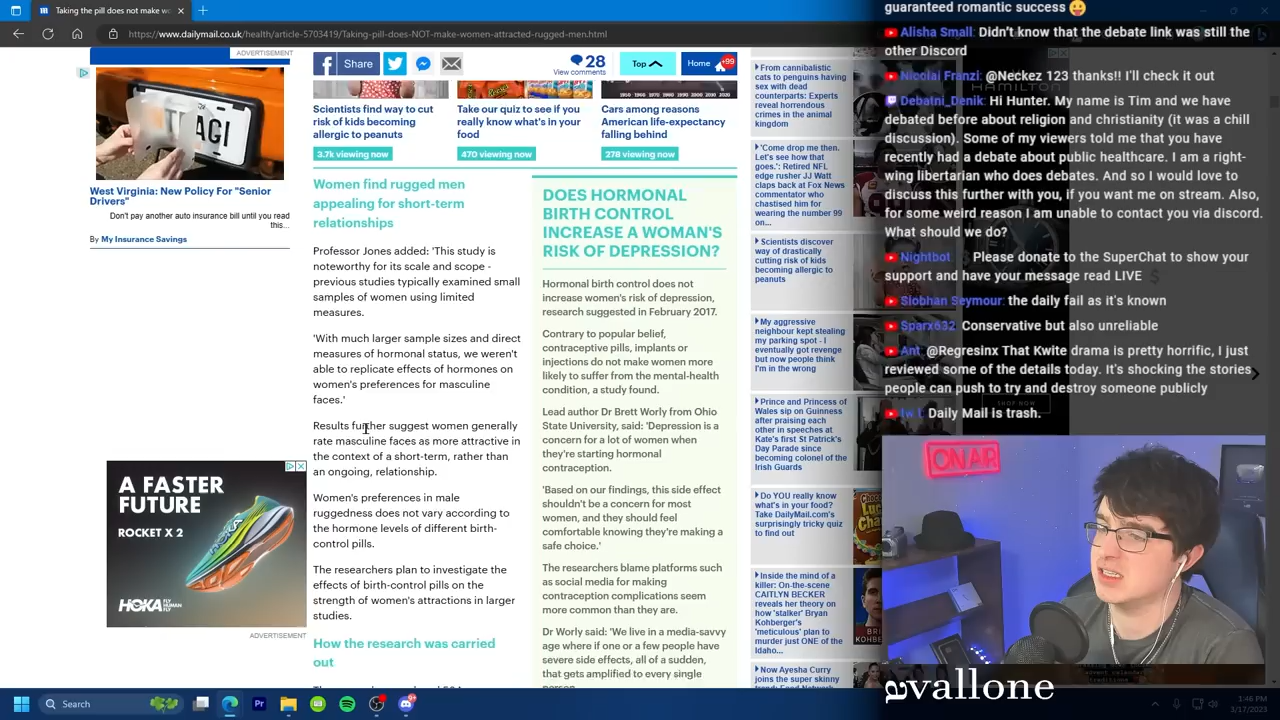 Taking the pill does not make w
https://www.dailymail.co.uk/health/article-5703419/Taking-pill-does-NOT-make-women-attracted-rugged-men.html
ADVERTISEMENT
West Virginia: New Policy For "Senior
Drivers"
Don't pay another auto insurance bill until you read
this...
By My Insurance Savings
A FASTER
FUTURE
ROCKET X 2
HOKA
FLY
HUMAN
FLY
ADVERTISEMENT
Share
28
View comments
Top
Home
+99
Scientists find way to cut
risk of kids becoming
allergic to peanuts
3.7k viewing now
Take our quiz to see if you
really know what's in your
food
470 viewing now
Cars among reasons
American life-expectancy
falling behind
278 viewing now
Women find rugged men
appealing for short-term
relationships
Professor Jones added: 'This study is
noteworthy for its scale and scope -
previous studies typically examined small
samples of women using limited
measures.
'With much larger sample sizes and direct
measures of hormonal status, we weren't
able to replicate effects of hormones on
women's preferences for masculine
faces.'
Results further suggest women generally
rate masculine faces as more attractive in
the context of a short-term, rather than
an ongoing, relationship.
Women's preferences in male
ruggedness does not vary according to
the hormone levels of different birth-
control pills.
The researchers plan to investigate the
effects of birth-control pills on the
strength of women's attractions in larger
studies.
How the research was carried
out
DOES HORMONAL
BIRTH CONTROL
INCREASE A WOMAN'S
RISK OF DEPRESSION?
Hormonal birth control does not
increase women's risk of depression,
research suggested in February 2017.
Contrary to popular belief,
contraceptive pills, implants or
injections do not make women more
likely to suffer from the mental-health
condition, a study found.
Lead author Dr Brett Worly from Ohio
State University, said: 'Depression is a
concern for a lot of women when
they're starting hormonal
contraception.
'Based on our findings, this side effect
shouldn't be a concern for most
women, and they should feel
comfortable knowing they're making a
safe choice.'
The researchers blame platforms such
as social media for making
contraception complications seem
more common than they are.
Dr Worly said: 'We live in a media-savvy
age where if one or a few people have
severe side effects, all of a sudden,
that gets amplified to every single
person.
From cannibalistic
cats to penguins having
sex with dead
counterparts: Experts
reveal horrendous
crimes in the animal
kingdom
'Come drop me then.
Let's see how that
goes.': Retired NFL
edge rusher JJ Watt
claps back at Fox News
commentator who
chastised him for
wearing the number 99
on...
Scientists discover
way of drastically
cutting risk of kids
becoming allergic to
peanuts
My aggressive
neighbour kept stealing
my parking spot - I
eventually got revenge
but now people think
I'm in the wrong
Prince and Princess of
Wales sip on Guinness
after praising each
other in speeches at
Kate's first St Patrick's
Day Parade since
becoming colonel of the
Irish Guards
Do YOU really know
what's in your food?
Take DailyMail.com's
surprisingly tricky quiz
to find out
Inside the mind of a
killer: On-the-scene
CAITLYN BECKER
reveals her theory on
how 'stalker' Bryan
Kohberger's
'meticulous' plan to
murder just ONE of the
Idaho...
Now Ayesha Curry
joins the super skinny
guaranteed romantic success
Alisha Small: Didn't know that the debate link was still the
other Discord
Nicolai Franzi: @Neckez 123 thanks!! I'll check it out
HAMILTON
Debatni_Denik: Hi Hunter. My name is Tim and we have
debated before about religion and christianity (it was a chill
discussion). Some of my viewers told me that you have
recently had a debate about public healthcare. I am a right-
wing individual who does debates. And so I would love to
discuss this further with you, if you want me on stream. Also,
for some weird reason I am unable to contact you via discord.
What should we do?
Nightbot: Please donate to the SuperChat to show your
support and have your message read LIVE
Siobhan Seymour: the daily fail as it's known
Sparx632: Conservative but also unreliable
Ant: @Regresinx That Kwite drama is pretty horrific, I just
reviewed some of the details today. It's shocking the stories
people can push to try and destroy someone publicly
SHOP NOW
Iw I: Daily Mail is trash.
ON AIR
avallone
Search
1:46 PM
3/17/2023